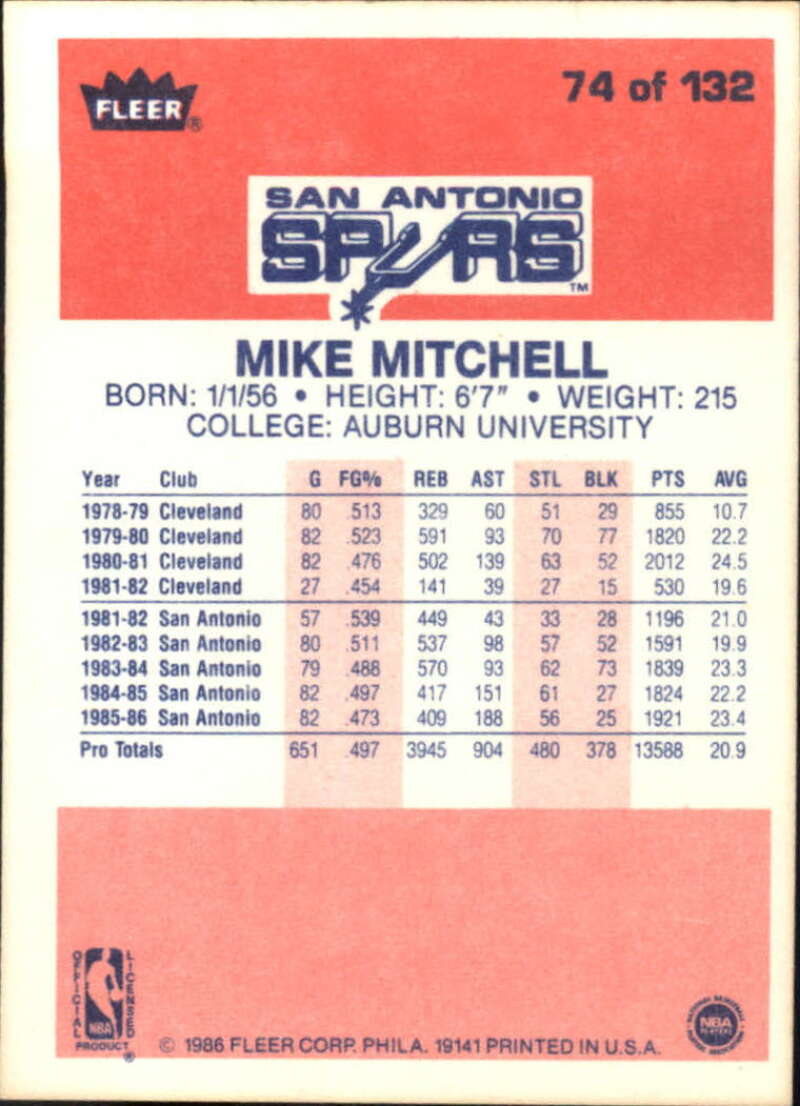 74 of 132
FLEER®
SAN ANTONIO
SPURS
TM
MIKE MITCHELL
BORN: 1/1/56 • HEIGHT: 6'7" • WEIGHT: 215
COLLEGE: AUBURN UNIVERSITY
Year Club G FG% REB AST STL BLK PTS AVG
1978-79 Cleveland 80 .513 329 60 51 29 855 10.7
1979-80 Cleveland 82 .523 591 93 70 77 1820 22.2
1980-81 Cleveland 82 .476 502 139 63 52 2012 24.5
1981-82 Cleveland 27 .454 141 39 27 15 530 19.6
1981-82 San Antonio 57 .539 449 43 33 28 1196 21.0
1982-83 San Antonio 80 .511 537 98 57 52 1591 19.9
1983-84 San Antonio 79 .488 570 93 62 73 1839 23.3
1984-85 San Antonio 82 .497 417 151 61 27 1824 22.2
1985-86 San Antonio 82 .473 409 188 56 25 1921 23.4
Pro Totals 651 .497 3945 904 480 378 13588 20.9
OFFICIAL LICENSED
NBA
PRODUCT ®
© 1986 FLEER CORP. PHILA. 19141 PRINTED IN U.S.A.
NATIONAL BASKETBALL
NBA
PLAYERS
PLAYERS ASSOCIATION